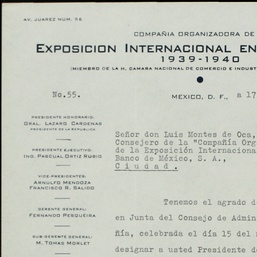 AV. JUAREZ NUM. 56
COMPAÑIA ORGANIZADORA DE
EXPOSICION INTERNACIONAL EN
1939-1940
(MIEMBRO DE LA H. CAMARA NACIONAL DE COMERCIO E INDUST
No. 55.
MEXICO, D. F., a 17
PRESIDENTE HONORARIO:
GRAL. LAZARO CARDENAS
PRESIDENTE DE LA REPUBLICA
PRESIDENTE EJECUTIVO:
ING. PASCUAL ORTIZ RUBIO
VICE-PRESIDENTES:
ARNULFO MENDOZA
FRANCISCO R. SALIDO
GERENTE GENERAL:
FERNANDO PESQUEIRA
SUB-GERENTE GENERAL:
M. TOMAS MORLET
Señor don Luis Montes de Oca,
Consejero de la "Compañía Org
de la Exposición Internaciona
Banco de México, S. A.,
C i u d a d.
Tenemos el agrado d
en Junta del Consejo de Admin
ñía, celebrada el día 15 del m
designar a usted Presidente d